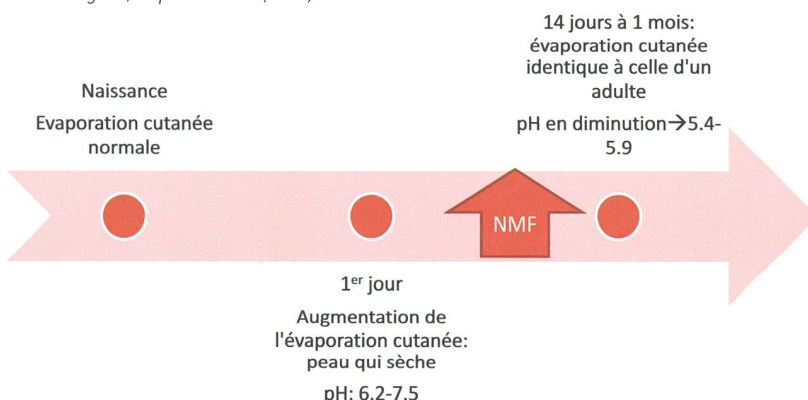 14 jours à 1 mois:
évaporation cutanée
identique à celle d'un
adulte
pH en diminution→5.4-
5.9
Naissance
Evaporation cutanée
normale
NMF
1er jour
Augmentation de
l'évaporation cutanée:
peau qui sèche
pH: 6.2-7.5